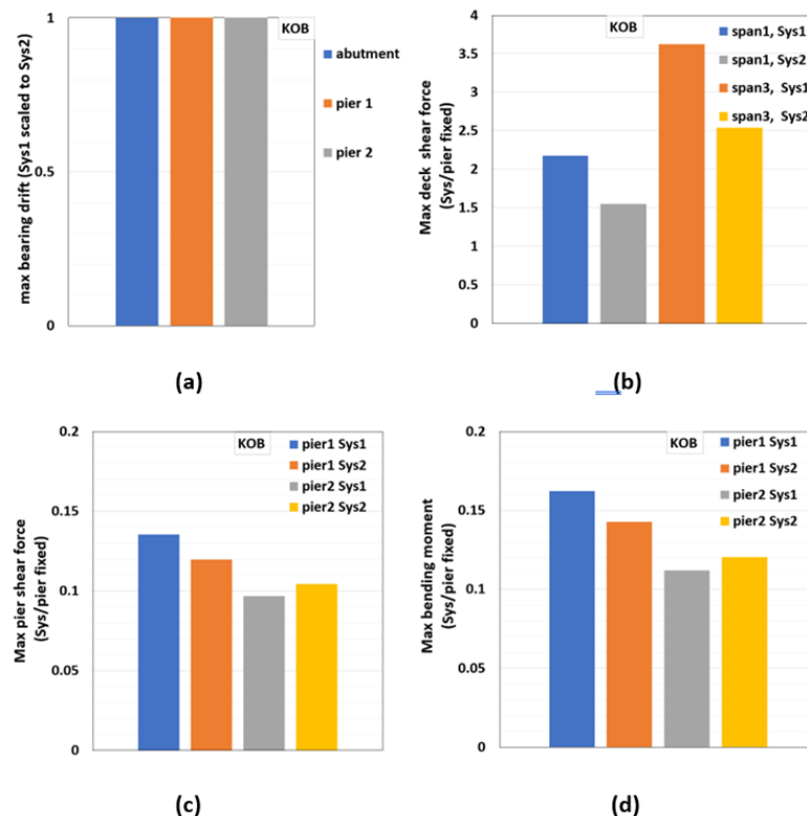 max bearing drift (Sys1 scaled to Sys2)
1
0.5
0
KOB
abutment
pier 1
pier 2
(a)
Max deck shear force
(Sys/pier fixed)
4
3.5
3
2.5
2
1.5
1
0.5
0
KOB
span1, Sys1
span1, Sys2
span3, Sys1
span3, Sys2
(b)
Max pier shear force
(Sys/pier fixed)
0.2
0.15
0.1
0.05
0
KOB
pier1 Sys1
pier1 Sys2
pier2 Sys1
pier2 Sys2
(c)
Max bending moment
(Sys/pier fixed)
0.2
0.15
0.1
0.05
0
KOB
pier1 Sys1
pier1 Sys2
pier2 Sys1
pier2 Sys2
(d)